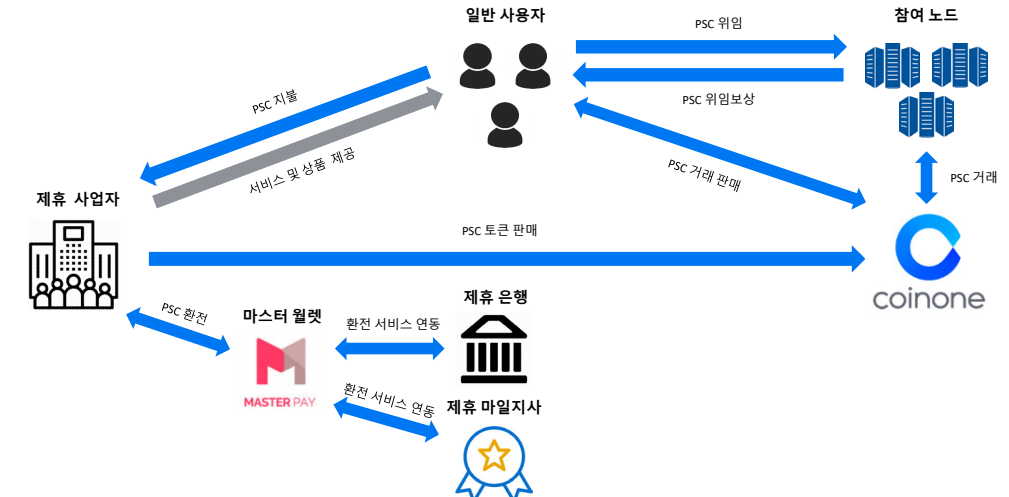 일반 사용자
참여 노드
PSC 위임
PSC 위임보상
PSC 지불
서비스 및 상품 제공
PSC 거래 판매
PSC 거래
제휴 사업자
PSC 토큰 판매
coinone
PSC 환전
마스터 월렛
MASTER PAY
환전 서비스 연동
제휴 은행
환전 서비스 연동
제휴 마일지사